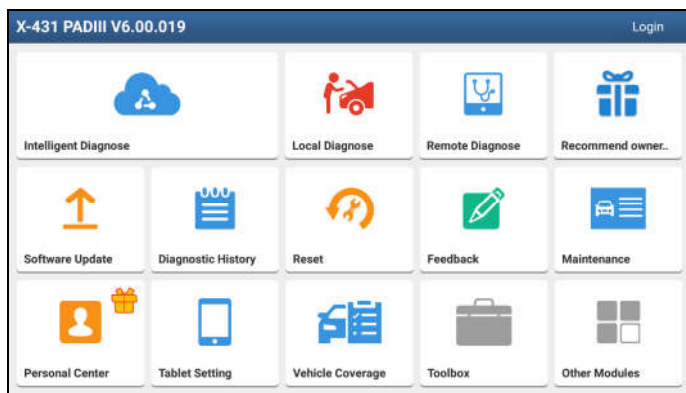 X-431 PADIII V6.00.019 Login
Intelligent Diagnose Local Diagnose Remote Diagnose Recommend owner..
Software Update Diagnostic History Reset Feedback Maintenance
Personal Center Tablet Setting Vehicle Coverage Toolbox Other Modules